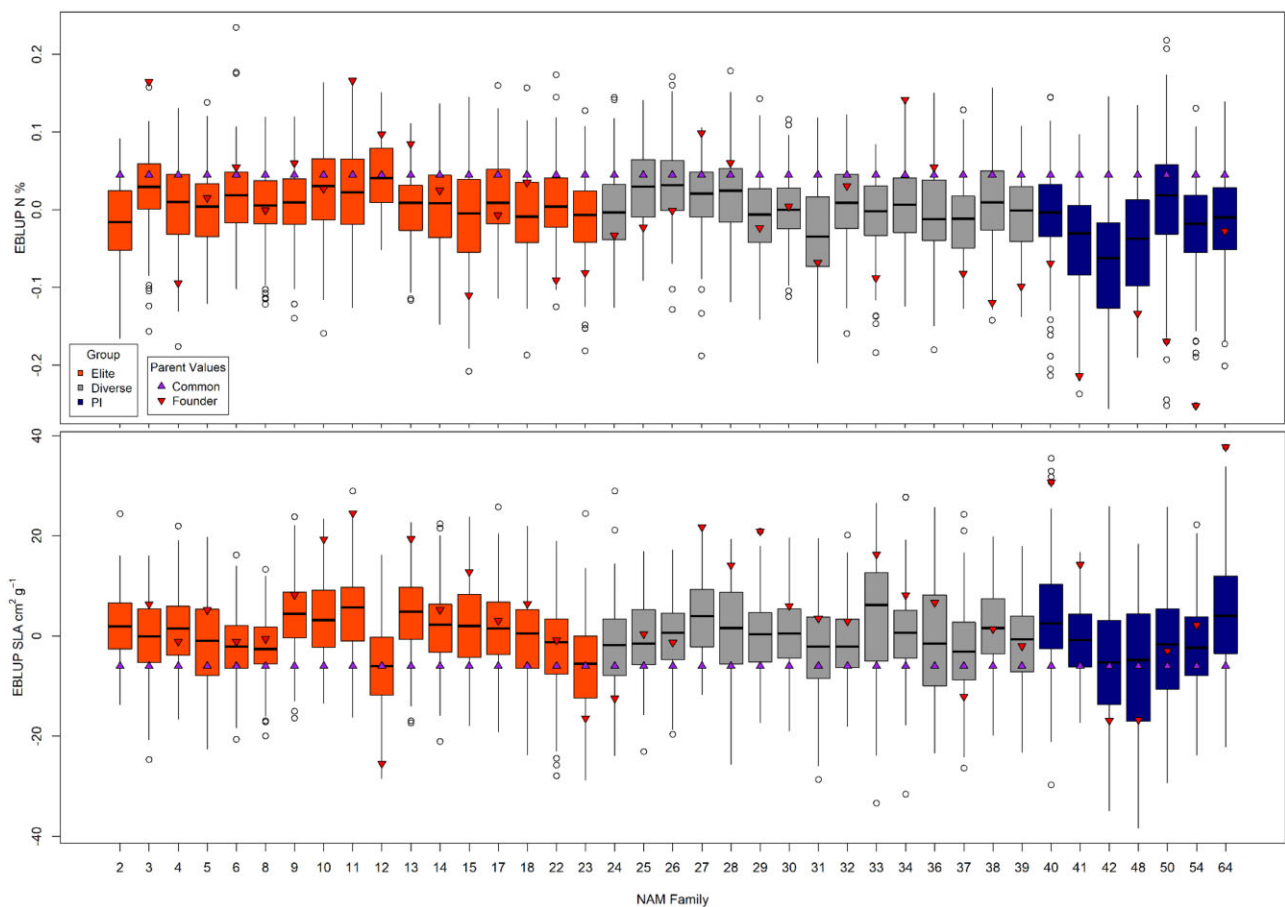 EBLUP N %
0.2
0.1
0.0
-0.1
-0.2
Group
Elite
Diverse
PI
Parent Values
Common
Founder
EBLUP SLA cm² g⁻¹
40
20
0
-20
-40
2 3 4 5 6 8 9 10 11 12 13 14 15 17 18 22 23 24 25 26 27 28 29 30 31 32 33 34 36 37 38 39 40 41 42 48 50 54 64
NAM Family